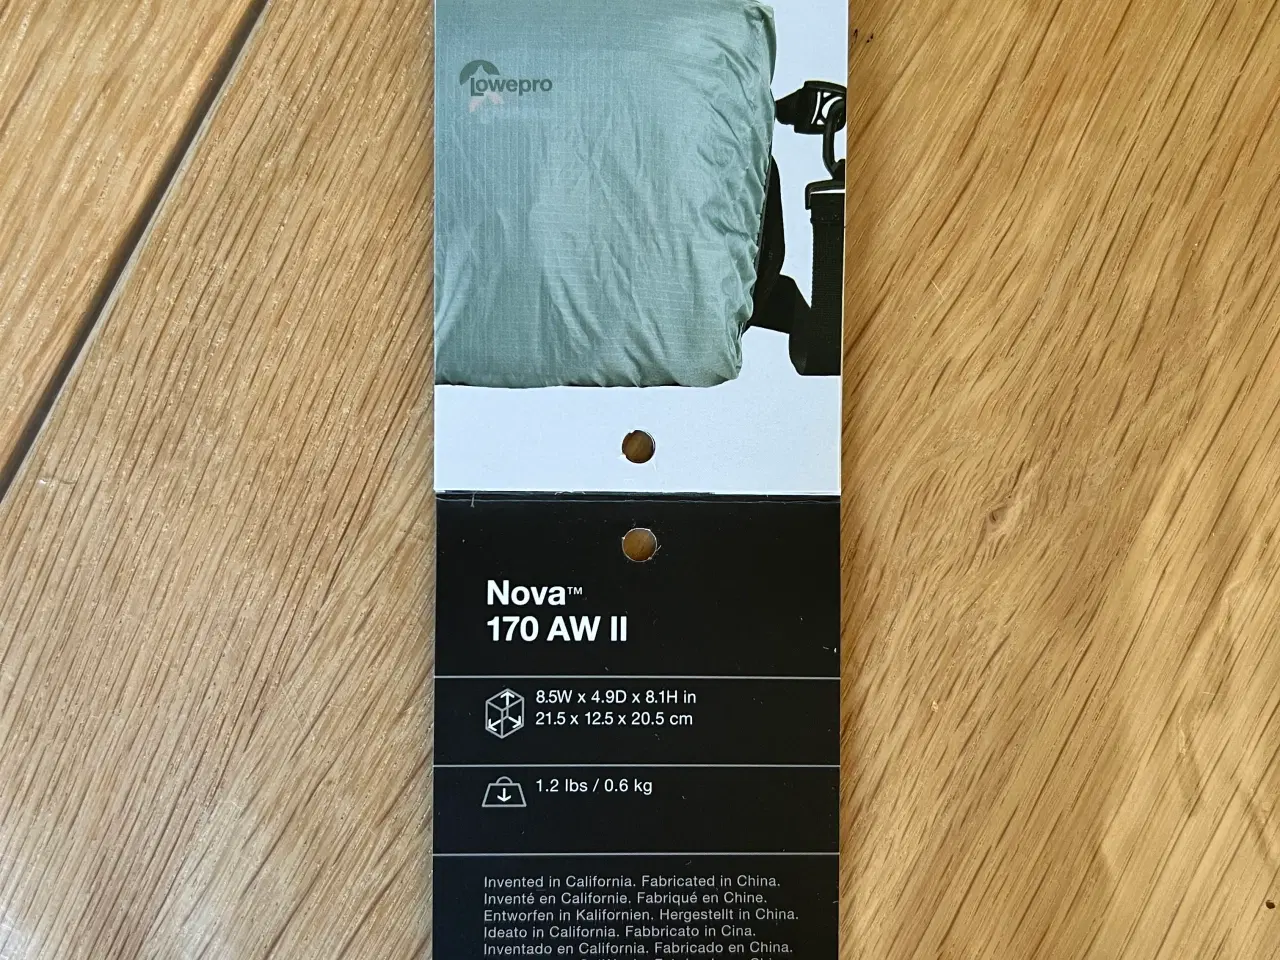 Lowepro
Nova™
170 AW II
8.5W x 4.9D x 8.1H in
21.5 x 12.5 x 20.5 cm
1.2 lbs / 0.6 kg
Invented in California. Fabricated in China.
Inventé en Californie. Fabriqué en Chine.
Entworfen in Kalifornien. Hergestellt in China.
Ideato in California. Fabbricato in Cina.
Inventado en California. Fabricado en China.